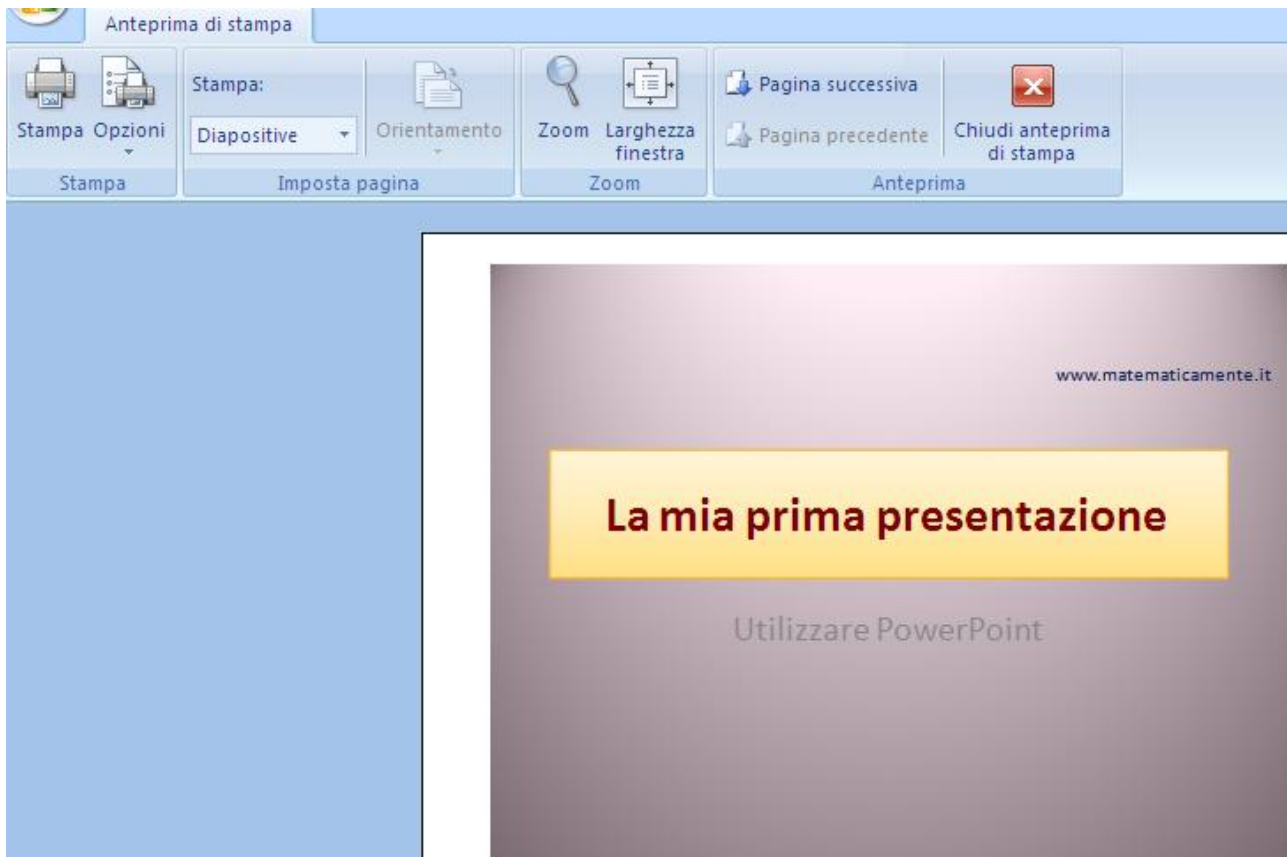 Anteprima di stampa
Stampa
Opzioni
Stampa:
Diapositive
Orientamento
Zoom
Larghezza
finestra
Pagina successiva
Pagina precedente
Chiudi anteprima
di stampa
Stampa
Imposta pagina
Zoom
Anteprima
www.matematicamente.it
La mia prima presentazione
Utilizzare PowerPoint